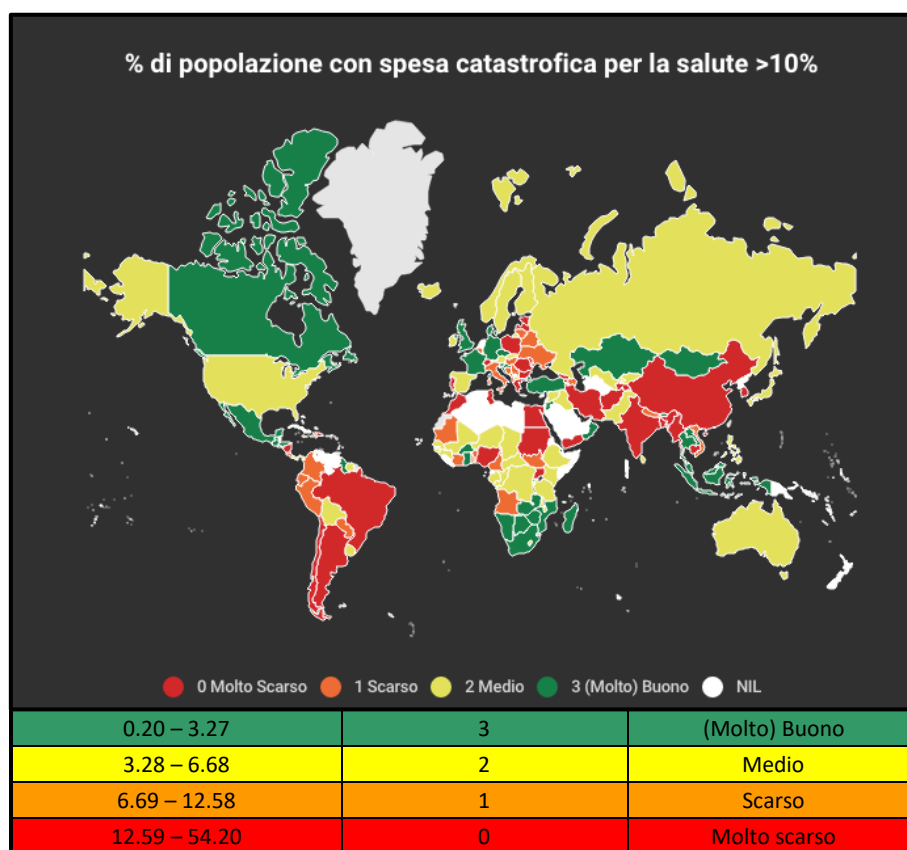 % di popolazione con spesa catastrofica per la salute >10%
0 Molto Scarso 1 Scarso 2 Medio 3 (Molto) Buono NIL
0.20 – 3.27 3 (Molto) Buono
3.28 – 6.68 2 Medio
6.69 – 12.58 1 Scarso
12.59 – 54.20 0 Molto scarso